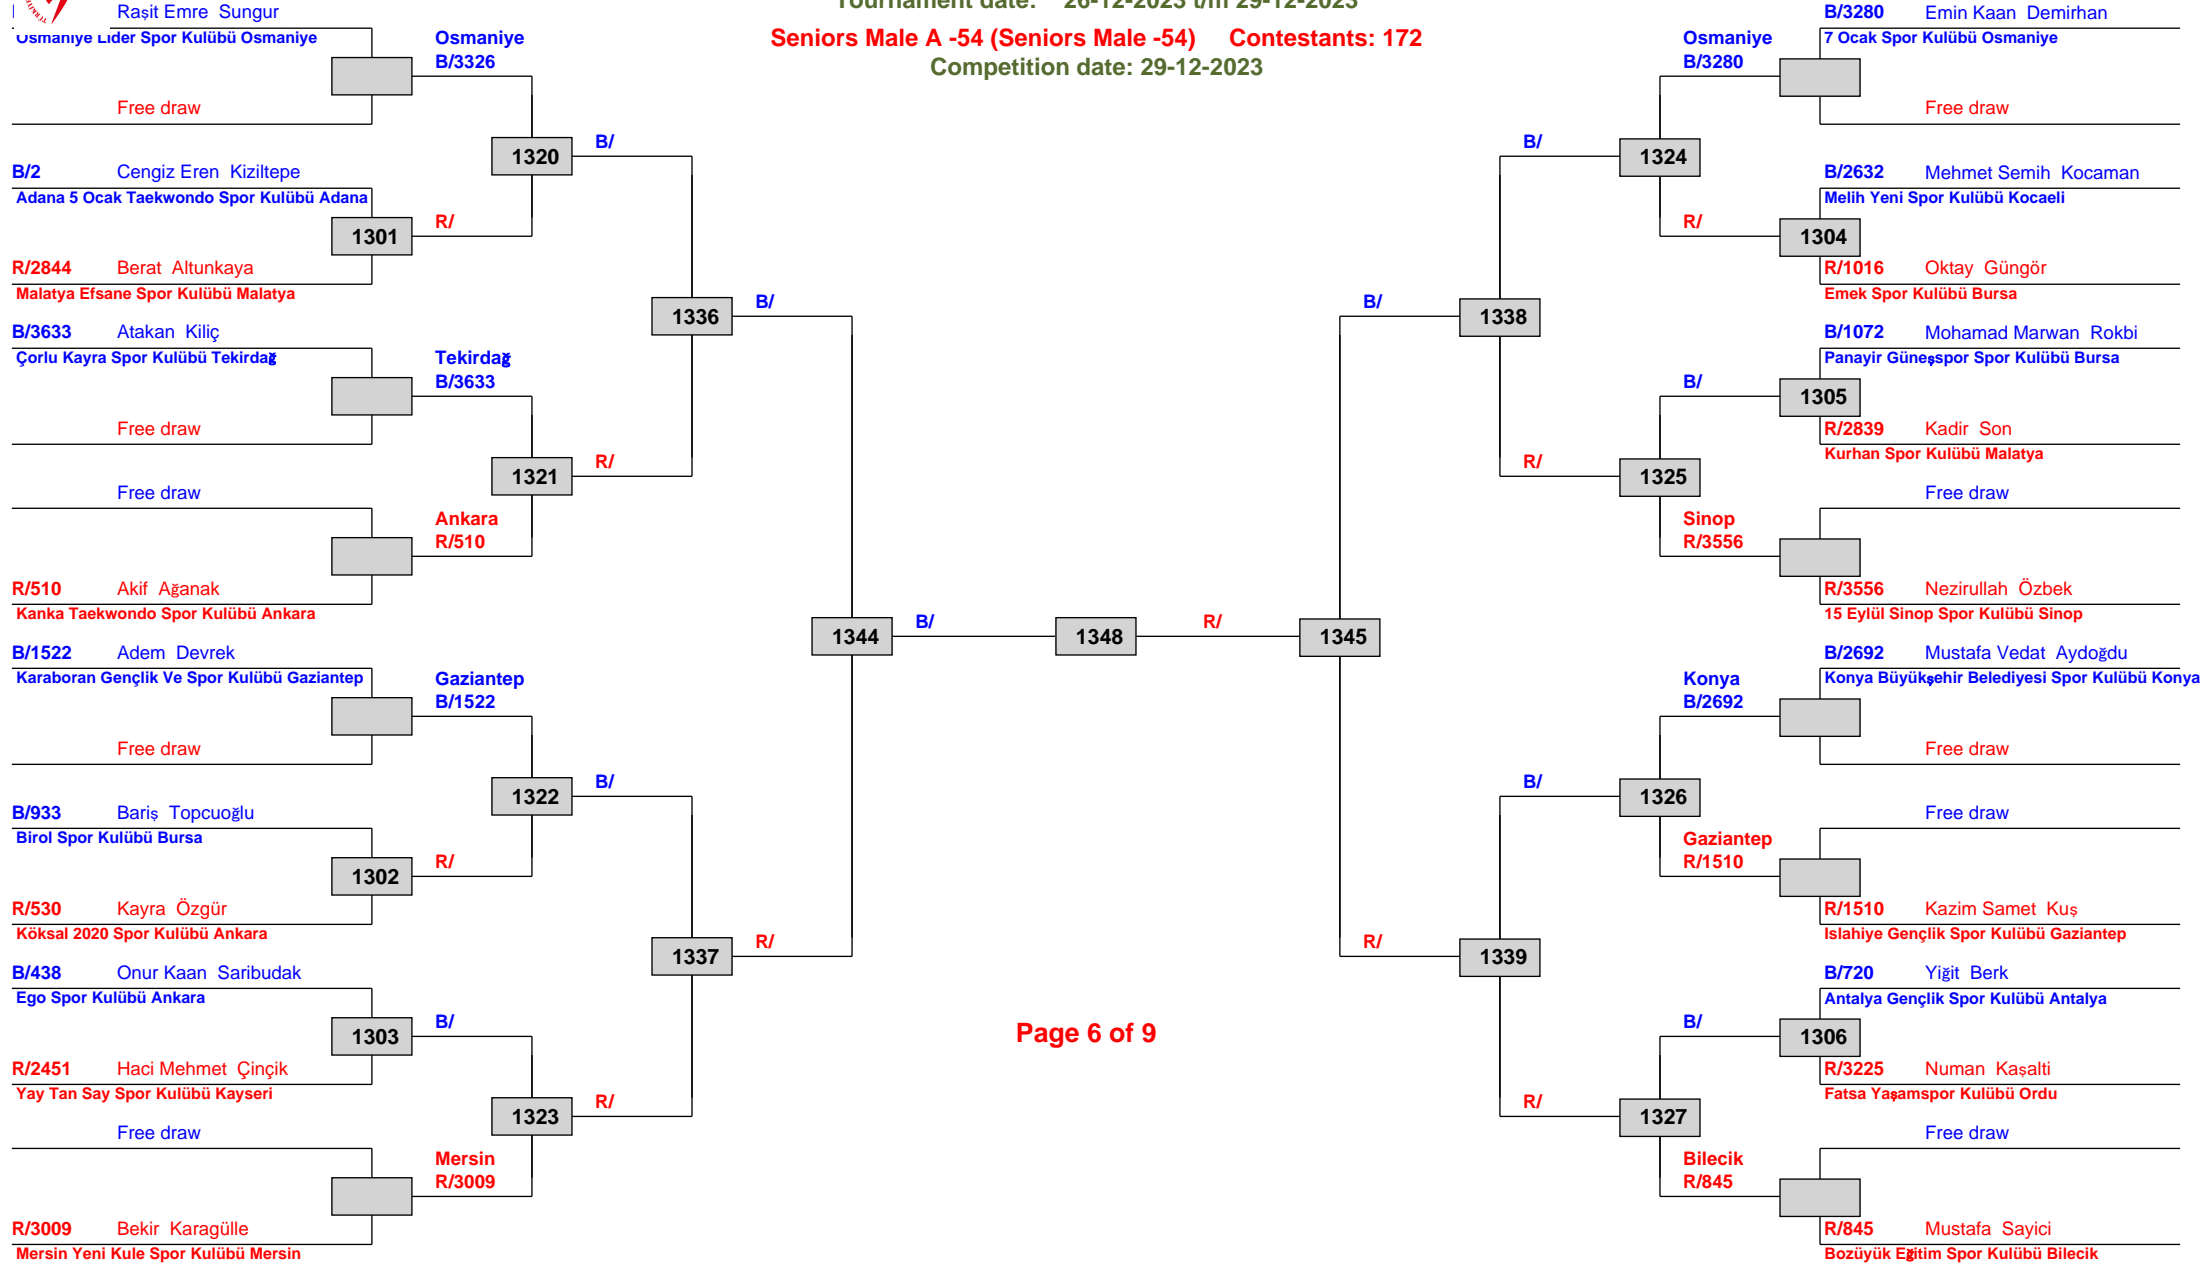 Tournament date: 26-12-2023 t/m 29-12-2023
Seniors Male A -54 (Seniors Male -54) Contestants: 172
Competition date: 29-12-2023
Raşit Emre Sungur
Osmaniye Lider Spor Kulübü Osmaniye
Free draw
B/2 Cengiz Eren Kiziltepe
Adana 5 Ocak Taekwondo Spor Kulübü Adana
1301
R/2844 Berat Altunkaya
Malatya Efsane Spor Kulübü Malatya
B/3633 Atakan Kiliç
Çorlu Kayra Spor Kulübü Tekirdağ
Free draw
Free draw
R/510 Akif Ağanak
Kanka Taekwondo Spor Kulübü Ankara
B/1522 Adem Devrek
Karaboran Gençlik Ve Spor Kulübü Gaziantep
Free draw
B/933 Bariş Topcuoğlu
Birol Spor Kulübü Bursa
1302
R/530 Kayra Özgür
Köksal 2020 Spor Kulübü Ankara
B/438 Onur Kaan Saribudak
Ego Spor Kulübü Ankara
1303
R/2451 Haci Mehmet Çinçik
Yay Tan Say Spor Kulübü Kayseri
Free draw
R/3009 Bekir Karagülle
Mersin Yeni Kule Spor Kulübü Mersin
Osmaniye
B/3326
1320
R/
Tekirdağ
B/3633
1321
Ankara
R/510
Gaziantep
B/1522
1322
R/
B/
1323
Mersin
R/3009
B/
1336
R/
B/
1337
R/
B/
1344
R/
B/
1348
R/
1345
B/
R/
B/
1338
R/
B/
1339
R/
Osmaniye
B/3280
1324
R/
B/
1325
Sinop
R/3556
Konya
B/2692
1326
Gaziantep
R/1510
B/
1327
Bilecik
R/845
B/3280 Emin Kaan Demirhan
7 Ocak Spor Kulübü Osmaniye
Free draw
B/2632 Mehmet Semih Kocaman
Melih Yeni Spor Kulübü Kocaeli
1304
R/1016 Oktay Güngör
Emek Spor Kulübü Bursa
B/1072 Mohamad Marwan Rokbi
Panayir Güneşspor Spor Kulübü Bursa
1305
R/2839 Kadir Son
Kurhan Spor Kulübü Malatya
Free draw
R/3556 Nezirullah Özbek
15 Eylül Sinop Spor Kulübü Sinop
B/2692 Mustafa Vedat Aydoğdu
Konya Büyükşehir Belediyesi Spor Kulübü Konya
Free draw
Free draw
R/1510 Kazim Samet Kuş
Islahiye Gençlik Spor Kulübü Gaziantep
B/720 Yiğit Berk
Antalya Gençlik Spor Kulübü Antalya
1306
R/3225 Numan Kaşalti
Fatsa Yaşamspor Kulübü Ordu
Free draw
R/845 Mustafa Sayici
Bozüyük Eğitim Spor Kulübü Bilecik
Page 6 of 9